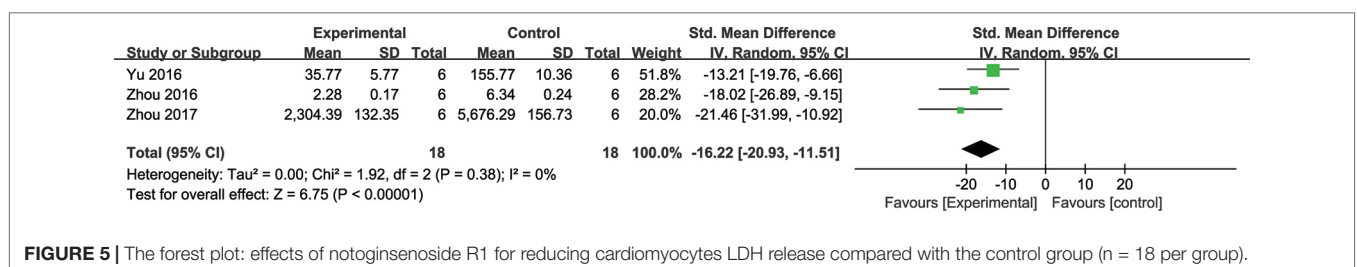 Experimental Control Std. Mean Difference Std. Mean Difference
Study or Subgroup Mean SD Total Mean SD Total Weight IV, Random, 95% CI IV, Random, 95% CI
Yu 2016 35.77 5.77 6 155.77 10.36 6 51.8% -13.21 [-19.76, -6.66]
Zhou 2016 2.28 0.17 6 6.34 0.24 6 28.2% -18.02 [-26.89, -9.15]
Zhou 2017 2,304.39 132.35 6 5,676.29 156.73 6 20.0% -21.46 [-31.99, -10.92]
Total (95% CI) 18 18 100.0% -16.22 [-20.93, -11.51]
Heterogeneity: Tau² = 0.00; Chi² = 1.92, df = 2 (P = 0.38); I² = 0%
Test for overall effect: Z = 6.75 (P < 0.00001)
-20 -10 0 10 20
Favours [Experimental] Favours [control]
FIGURE 5 | The forest plot: effects of notoginsenoside R1 for reducing cardiomyocytes LDH release compared with the control group (n = 18 per group).